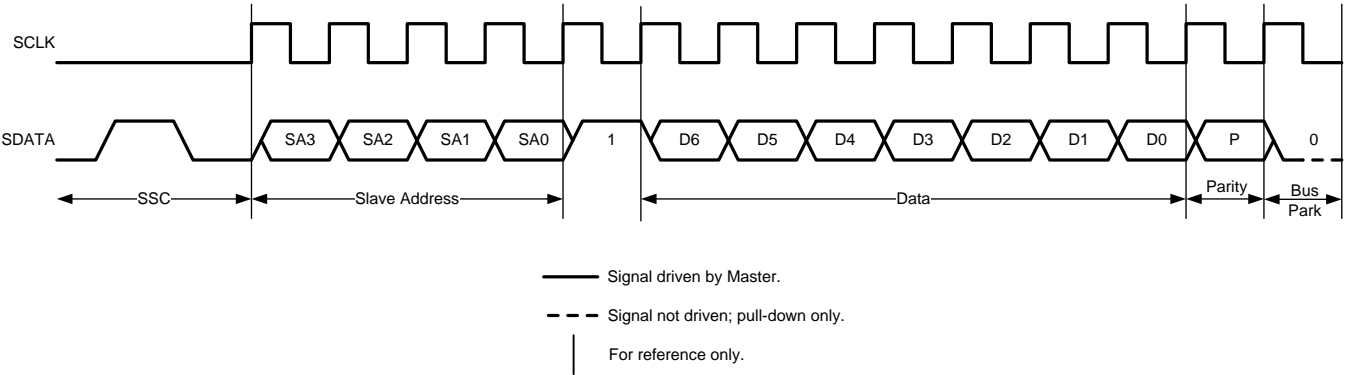 SCLK
SDATA
SA3 SA2 SA1 SA0 1 D6 D5 D4 D3 D2 D1 D0 P 0
SSC Slave Address Data Parity Bus
Park
Signal driven by Master.
Signal not driven; pull-down only.
For reference only.